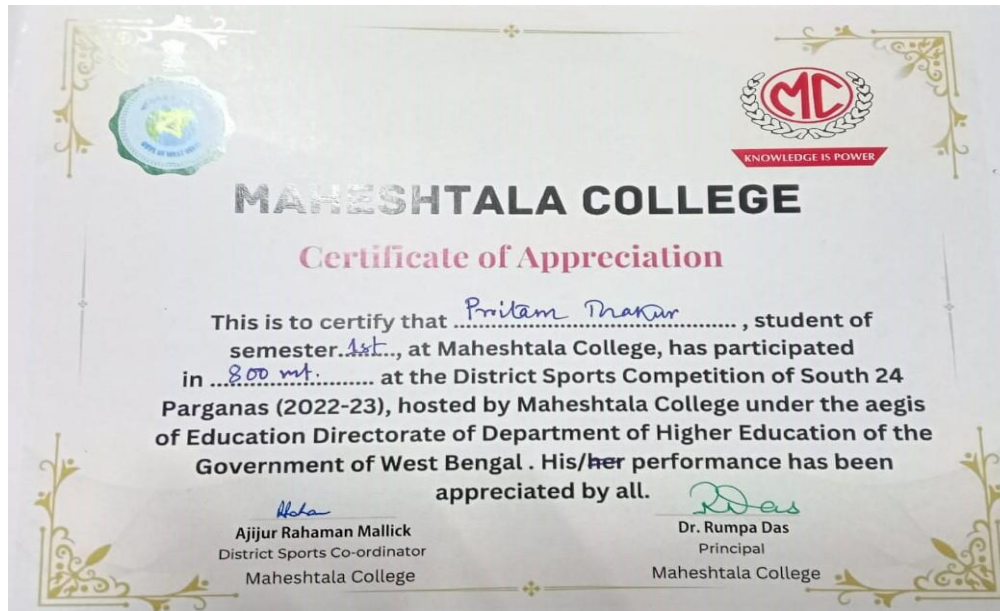 MC
KNOWLEDGE IS POWER
MAHESHTALA COLLEGE
Certificate of Appreciation
This is to certify that Pritam Thakur , student of
semester 1st, at Maheshtala College, has participated
in 800 mt. at the District Sports Competition of South 24
Parganas (2022-23), hosted by Maheshtala College under the aegis
of Education Directorate of Department of Higher Education of the
Government of West Bengal . His/her performance has been
appreciated by all.
RDas
Ajijur Rahaman Mallick
District Sports Co-ordinator
Maheshtala College
Dr. Rumpa Das
Principal
Maheshtala College